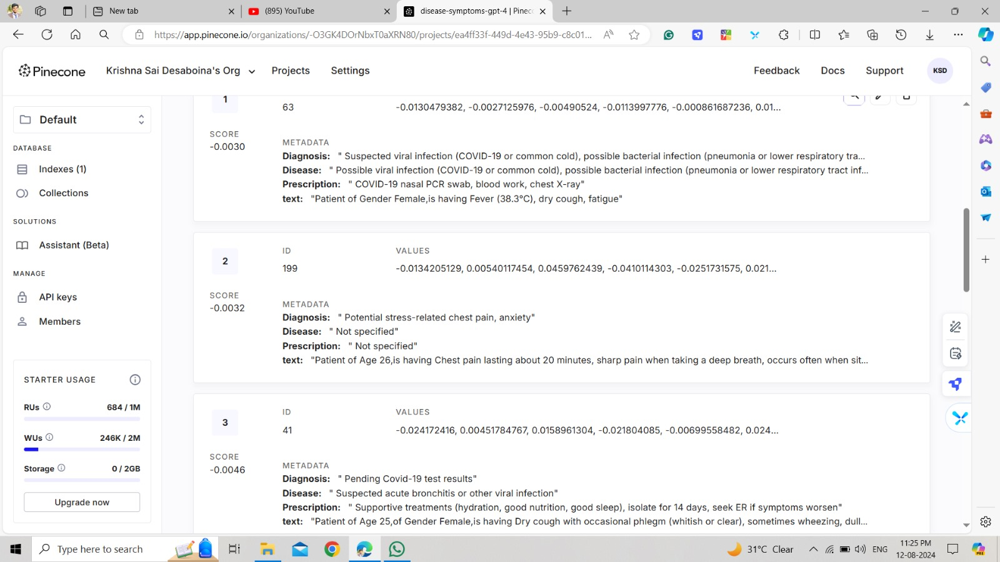 New tab
(895) YouTube
disease-symptoms-gpt-4 | Pinec
https://app.pinecone.io/organizations/-O3GK4DOrNbxT0aXRN80/projects/ea4ff33f-449d-4e43-95b9-c8c01...
Pinecone
Krishna Sai Desaboina's Org
Projects
Settings
Feedback
Docs
Support
KSD
Default
DATABASE
Indexes (1)
Collections
SOLUTIONS
Assistant (Beta)
MANAGE
API keys
Members
STARTER USAGE
RUs 684 / 1M
WUs 246K / 2M
Storage 0 / 2GB
Upgrade now
1
63 -0.0130479382, -0.0027125976, -0.00490524, -0.0113997776, -0.000861687236, 0.01...
SCORE
-0.0030
METADATA
Diagnosis: " Suspected viral infection (COVID-19 or common cold), possible bacterial infection (pneumonia or lower respiratory tra...
Disease: " Possible viral infection (COVID-19 or common cold), possible bacterial infection (pneumonia or lower respiratory tract inf...
Prescription: " COVID-19 nasal PCR swab, blood work, chest X-ray"
text: "Patient of Gender Female,is having Fever (38.3°C), dry cough, fatigue"
2
ID VALUES
199 -0.0134205129, 0.00540117454, 0.0459762439, -0.0410114303, -0.0251731575, 0.021...
SCORE
-0.0032
METADATA
Diagnosis: " Potential stress-related chest pain, anxiety"
Disease: " Not specified"
Prescription: " Not specified"
text: "Patient of Age 26,is having Chest pain lasting about 20 minutes, sharp pain when taking a deep breath, occurs often when sit...
3
ID VALUES
41 -0.024172416, 0.00451784767, 0.0158961304, -0.021804085, -0.00699558482, 0.024...
SCORE
-0.0046
METADATA
Diagnosis: " Pending Covid-19 test results"
Disease: " Suspected acute bronchitis or other viral infection"
Prescription: " Supportive treatments (hydration, good nutrition, good sleep), isolate for 14 days, seek ER if symptoms worsen"
text: "Patient of Age 25,of Gender Female,is having Dry cough with occasional phlegm (whitish or clear), sometimes wheezing, dull...
Type here to search
31°C Clear
ENG
11:25 PM
12-08-2024
PRE